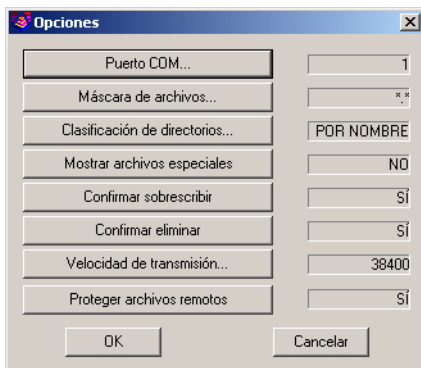 Opciones
Puerto COM... 1
Máscara de archivos... *.*
Clasificación de directorios... POR NOMBRE
Mostrar archivos especiales NO
Confirmar sobrescribir SÍ
Confirmar eliminar SÍ
Velocidad de transmisión... 38400
Proteger archivos remotos SÍ
OK Cancelar